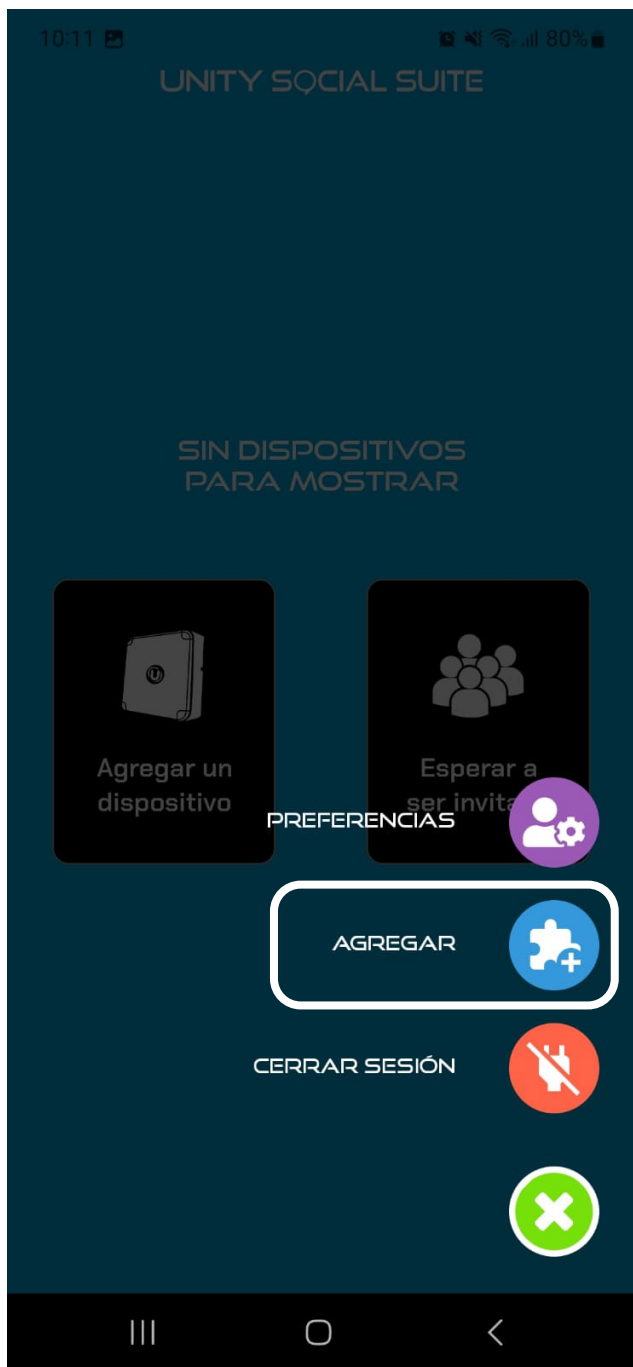 10:11 80%
UNITY SOCIAL SUITE
SIN DISPOSITIVOS
PARA MOSTRAR
Agregar un
dispositivo
Esperar a
ser invita
PREFERENCIAS
AGREGAR
CERRAR SESIÓN